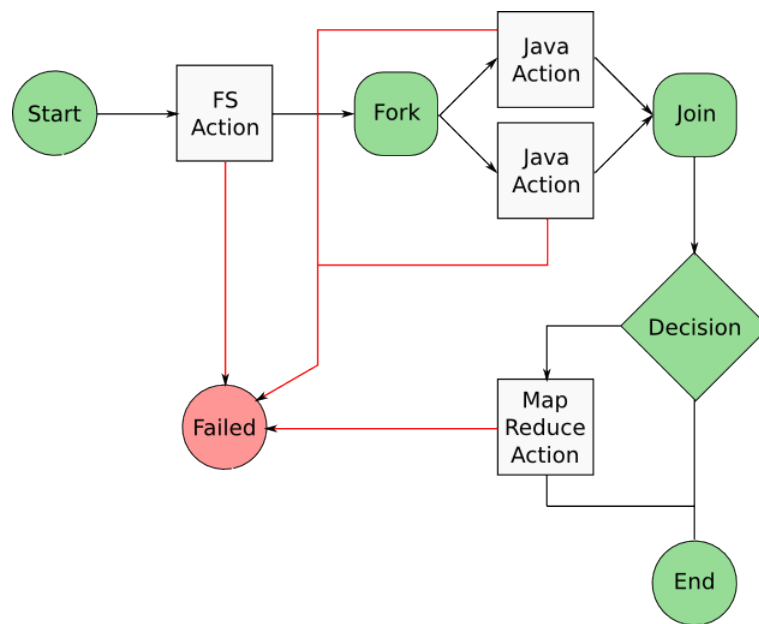 Start
FS
Action
Fork
Java
Action
Java
Action
Join
Decision
Map
Reduce
Action
Failed
End